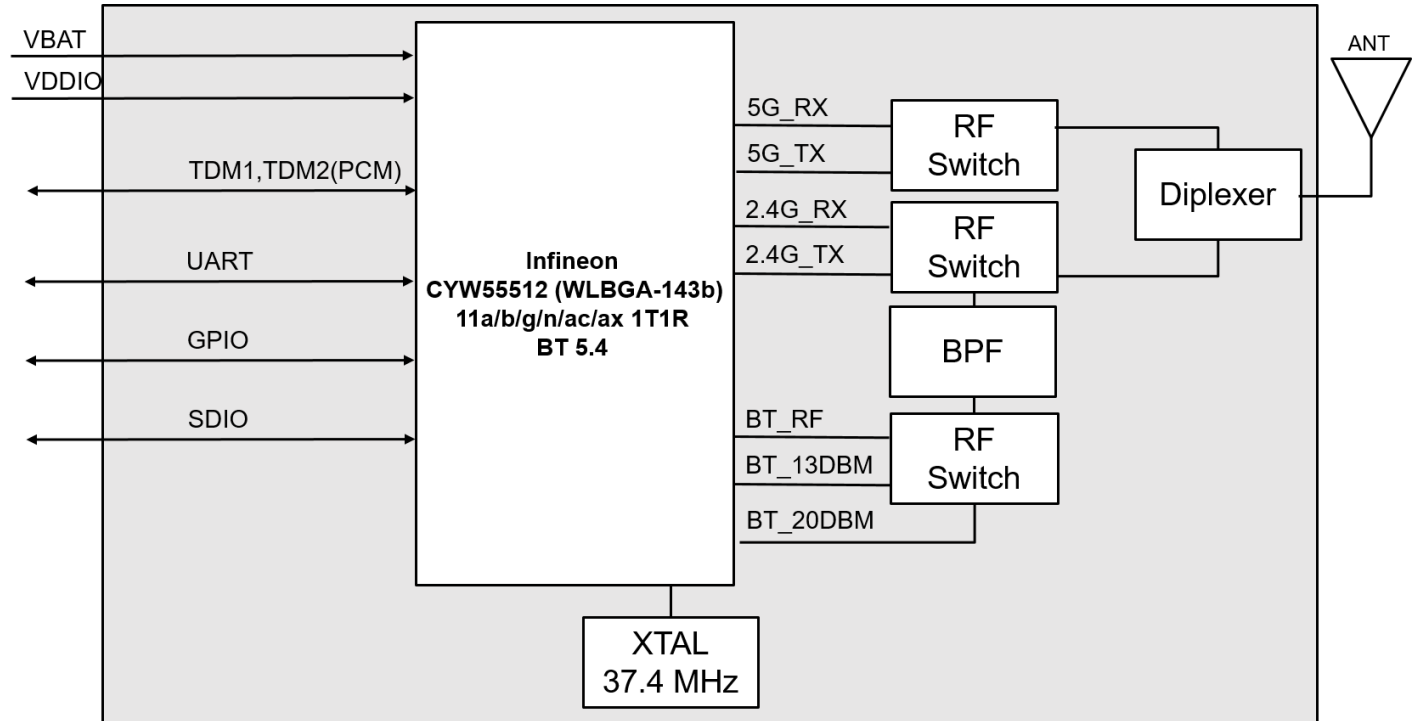 VBAT
VDDIO
TDM1,TDM2(PCM)
UART
GPIO
SDIO
Infineon
CYW55512 (WLBGA-143b)
11a/b/g/n/ac/ax 1T1R
BT 5.4
XTAL
37.4 MHz
5G_RX
5G_TX
2.4G_RX
2.4G_TX
BT_RF
BT_13DBM
BT_20DBM
RF
Switch
RF
Switch
BPF
RF
Switch
Diplexer
ANT